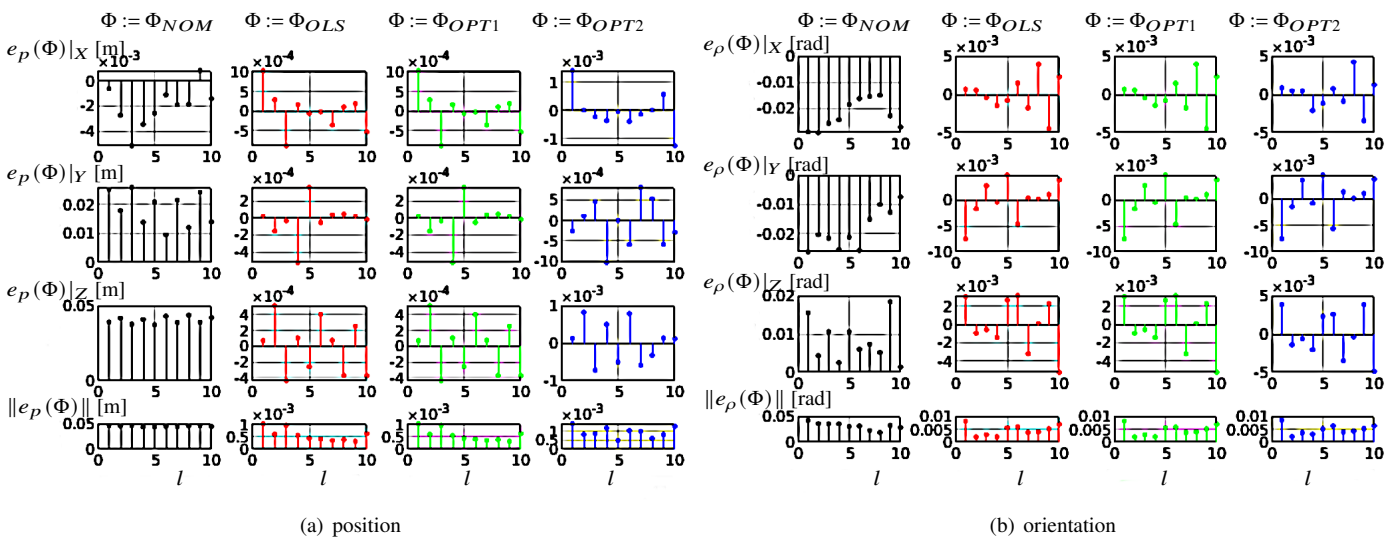 Φ := Φ_NOM Φ := Φ_OLS Φ := Φ_OPT1 Φ := Φ_OPT2 Φ := Φ_NOM Φ := Φ_OLS Φ := Φ_OPT1 Φ := Φ_OPT2
e_p(Φ)|_X [m] e_ρ(Φ)|_X [rad]
×10⁻³ ×10⁻⁴ ×10⁻⁴ ×10⁻³ ×10⁻³ ×10⁻³ ×10⁻³
0 -2 -4 10 5 0 -5 10 5 0 -5 1 0 -1 0 -0.01 -0.02 5 0 -5 5 0 -5 5 0 -5
0 5 10 0 5 10 0 5 10 0 5 10 0 5 10 0 5 10 0 5 10 0 5 10
e_p(Φ)|_Y [m] e_ρ(Φ)|_Y [rad]
×10⁻⁴ ×10⁻⁴ ×10⁻⁴ ×10⁻³ ×10⁻³ ×10⁻³
0.02 0.01 0 2 0 -2 -4 2 0 -2 -4 5 0 -5 -10 0 -0.01 -0.02 0 -5 -10 0 -5 -10 0 -5 -10
0 5 10 0 5 10 0 5 10 0 5 10 0 5 10 0 5 10 0 5 10 0 5 10
e_p(Φ)|_Z [m] e_ρ(Φ)|_Z [rad]
×10⁻⁴ ×10⁻⁴ ×10⁻³ ×10⁻³ ×10⁻³ ×10⁻³
0.05 0 4 2 0 -2 -4 4 2 0 -2 -4 1 0 -1 0.02 0.01 0 2 0 -2 -4 2 0 -2 -4 5 0 -5
0 5 10 0 5 10 0 5 10 0 5 10 0 5 10 0 5 10 0 5 10 0 5 10
||e_p(Φ)|| [m] ||e_ρ(Φ)|| [rad]
×10⁻³ ×10⁻³ ×10⁻³
0.05 0 1 0.5 0 1 0.5 0 1 0.5 0 0.05 0 0.01 0.005 0 0.01 0.005 0 0.01 0.005 0
0 5 10 0 5 10 0 5 10 0 5 10 0 5 10 0 5 10 0 5 10 0 5 10
l l l l l l l l
(a) position (b) orientation